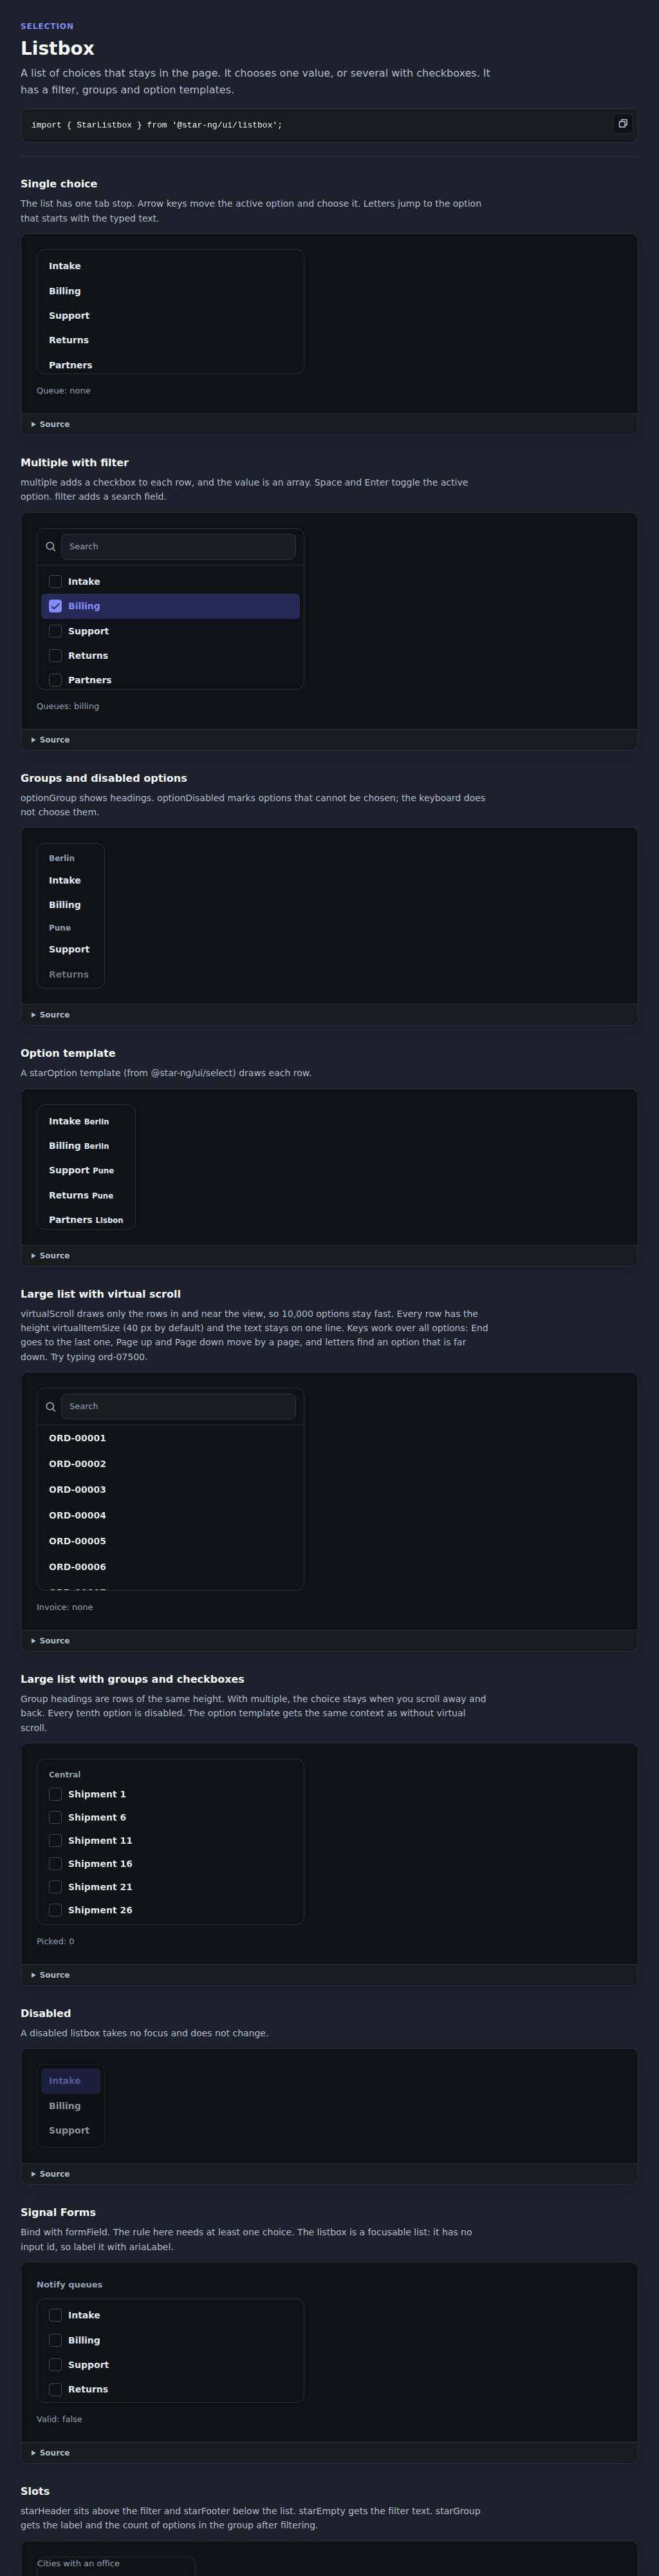 SELECTION
Listbox
A list of choices that stays in the page. It chooses one value, or several with checkboxes. It
has a filter, groups and option templates.
import { StarListbox } from '@star-ng/ui/listbox';
Single choice
The list has one tab stop. Arrow keys move the active option and choose it. Letters jump to the option
that starts with the typed text.
Intake
Billing
Support
Returns
Partners
Queue: none
Source
Multiple with filter
multiple adds a checkbox to each row, and the value is an array. Space and Enter toggle the active
option. filter adds a search field.
Search
Intake
Billing
Support
Returns
Partners
Queues: billing
Source
Groups and disabled options
optionGroup shows headings. optionDisabled marks options that cannot be chosen; the keyboard does
not choose them.
Berlin
Intake
Billing
Pune
Support
Returns
Source
Option template
A starOption template (from @star-ng/ui/select) draws each row.
Intake Berlin
Billing Berlin
Support Pune
Returns Pune
Partners Lisbon
Source
Large list with virtual scroll
virtualScroll draws only the rows in and near the view, so 10,000 options stay fast. Every row has the
height virtualItemSize (40 px by default) and the text stays on one line. Keys work over all options: End
goes to the last one, Page up and Page down move by a page, and letters find an option that is far
down. Try typing ord-07500.
Search
ORD-00001
ORD-00002
ORD-00003
ORD-00004
ORD-00005
ORD-00006
Invoice: none
Source
Large list with groups and checkboxes
Group headings are rows of the same height. With multiple, the choice stays when you scroll away and
back. Every tenth option is disabled. The option template gets the same context as without virtual
scroll.
Central
Shipment 1
Shipment 6
Shipment 11
Shipment 16
Shipment 21
Shipment 26
Picked: 0
Source
Disabled
A disabled listbox takes no focus and does not change.
Intake
Billing
Support
Source
Signal Forms
Bind with formField. The rule here needs at least one choice. The listbox is a focusable list: it has no
input id, so label it with ariaLabel.
Notify queues
Intake
Billing
Support
Returns
Valid: false
Source
Slots
starHeader sits above the filter and starFooter below the list. starEmpty gets the filter text. starGroup
gets the label and the count of options in the group after filtering.
Cities with an office